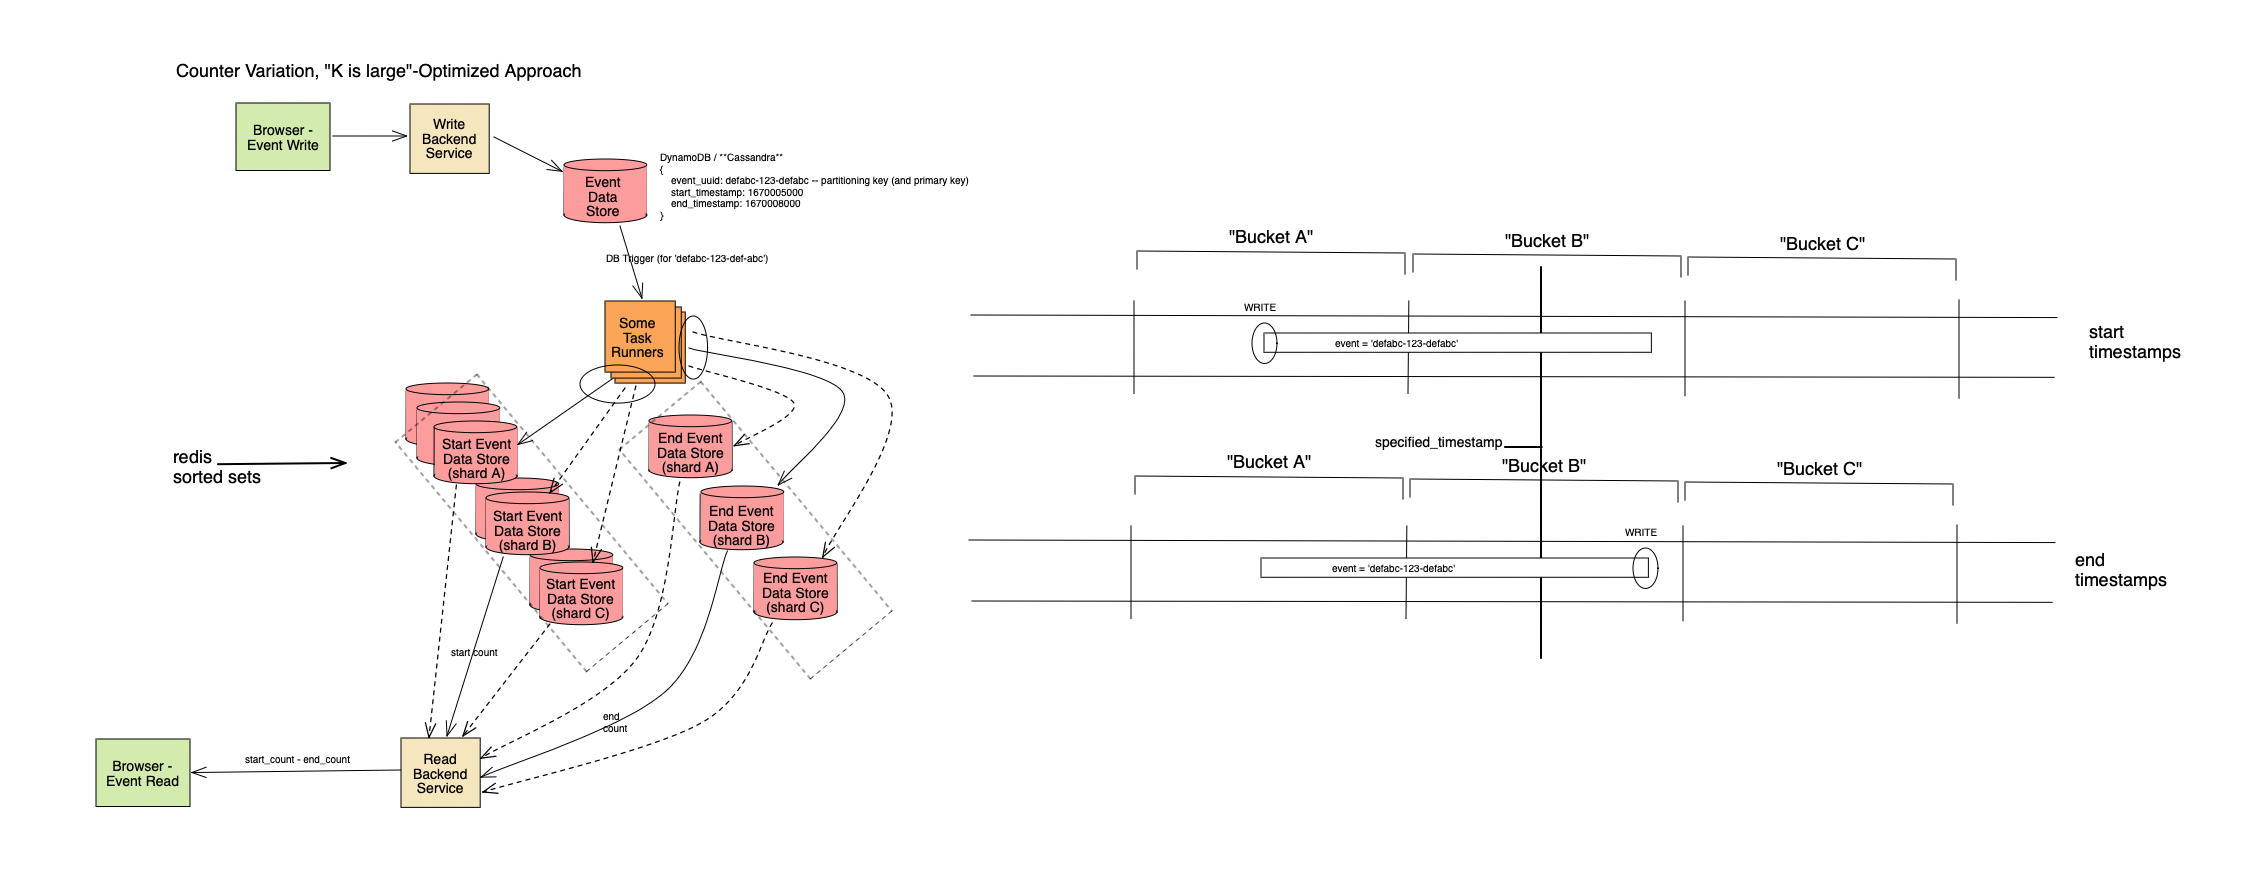 Counter Variation, "K is large"-Optimized Approach
Browser -
Event Write
Write
Backend
Service
Event
Data
Store
DynamoDB / **Cassandra**
{
event_uuid: defabc-123-defabc -- partitioning key (and primary key)
start_timestamp: 1670005000
end_timestamp: 1670008000
}
DB Trigger (for 'defabc-123-def-abc')
Some
Task
Runners
redis
sorted sets
Start Event
Data Store
(shard A)
Start Event
Data Store
(shard B)
Start Event
Data Store
(shard C)
End Event
Data Store
(shard A)
End Event
Data Store
(shard B)
End Event
Data Store
(shard C)
start count
end
count
Read
Backend
Service
start_count - end_count
Browser -
Event Read
"Bucket A"
"Bucket B"
"Bucket C"
WRITE
event = 'defabc-123-defabc'
start
timestamps
specified_timestamp
"Bucket A"
"Bucket B"
"Bucket C"
WRITE
event = 'defabc-123-defabc'
end
timestamps